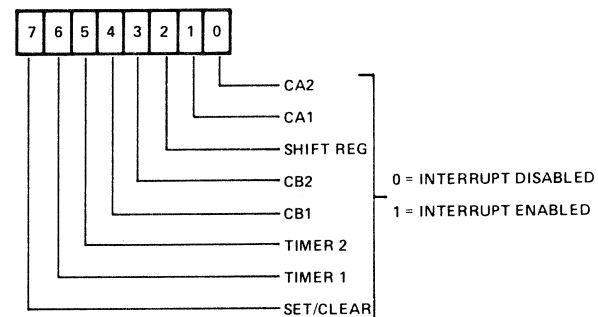 7 6 5 4 3 2 1 0
CA2
CA1
SHIFT REG
CB2
CB1
TIMER 2
TIMER 1
SET/CLEAR
0 = INTERRUPT DISABLED
1 = INTERRUPT ENABLED